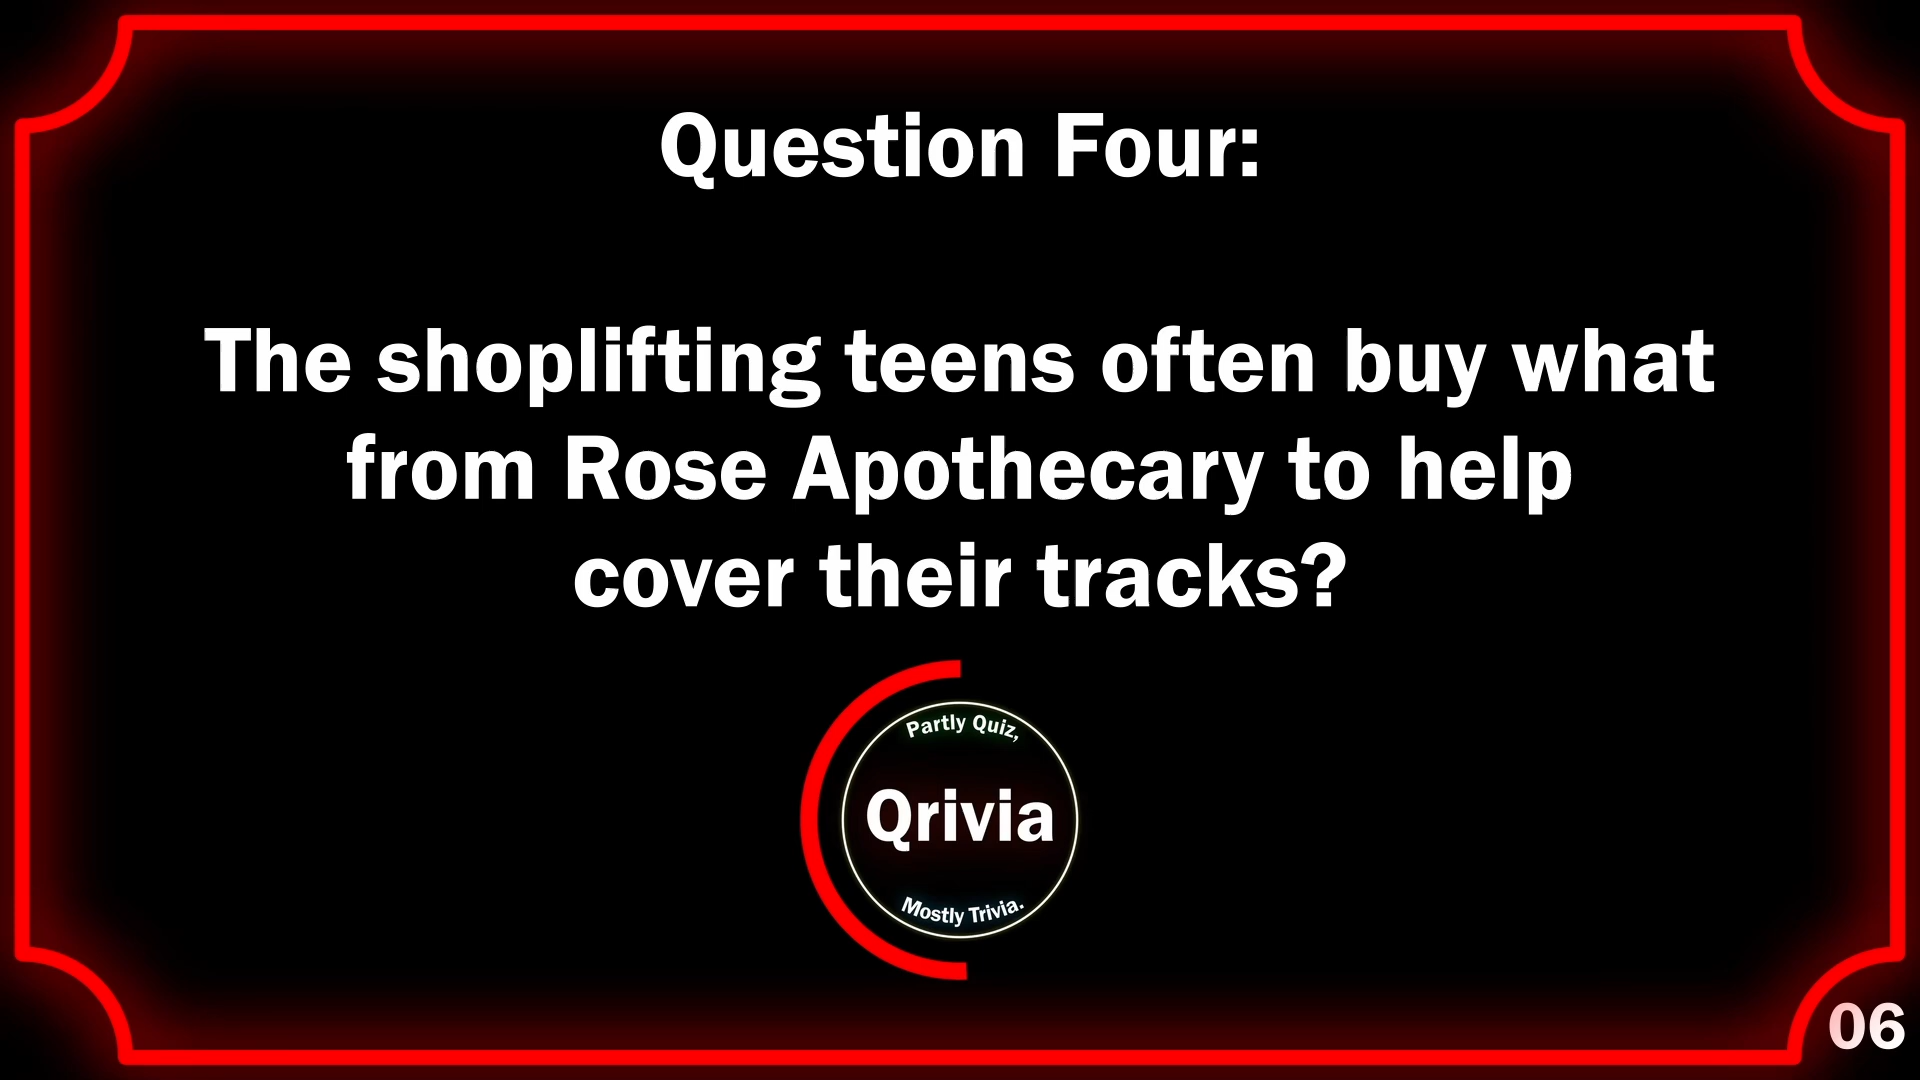 Question Four:
The shoplifting teens often buy what
from Rose Apothecary to help
cover their tracks?
Partly Quiz,
Qrivia
Mostly Trivia.
06